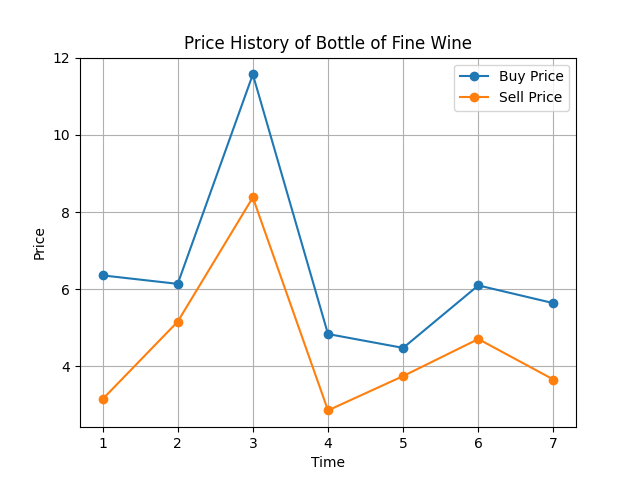 Price History of Bottle of Fine Wine
Buy Price
Sell Price
12
10
8
6
4
Price
1 2 3 4 5 6 7
Time